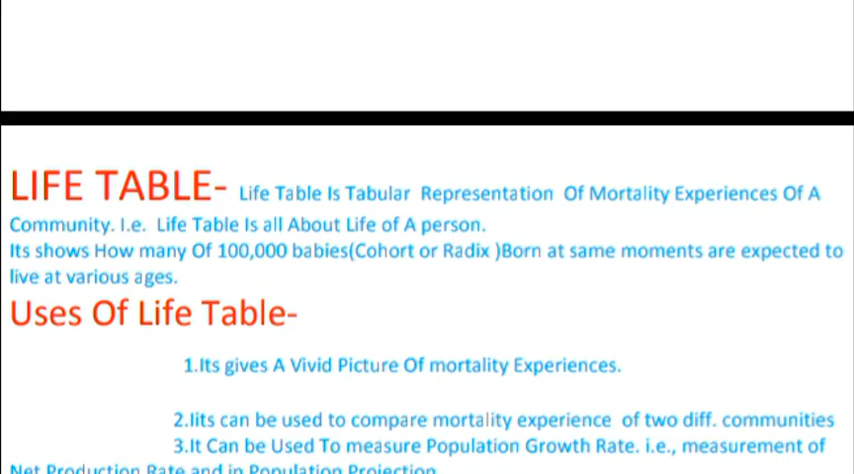 LIFE TABLE- Life Table Is Tabular Representation Of Mortality Experiences Of A
Community. I.e. Life Table Is all About Life of A person.
Its shows How many Of 100,000 babies(Cohort or Radix )Born at same moments are expected to
live at various ages.
Uses Of Life Table-
1.Its gives A Vivid Picture Of mortality Experiences.
2.Iits can be used to compare mortality experience of two diff. communities
3.It Can be Used To measure Population Growth Rate. i.e., measurement of
Net Production Rate and in Population Projection